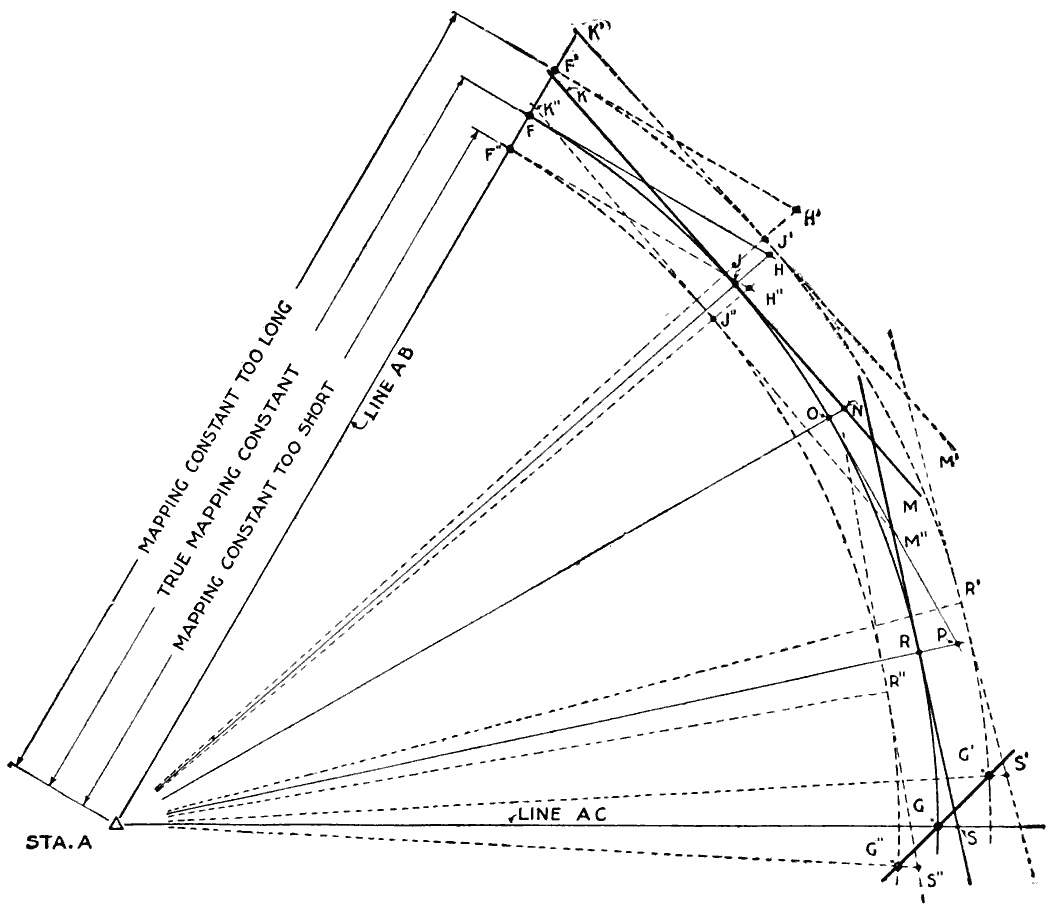 K'
F'
K
K"
F
F"
H'
J'
H
J
H"
J"
MAPPING CONSTANT TOO LONG
TRUE MAPPING CONSTANT
MAPPING CONSTANT TOO SHORT
LINE AB
O
N
M'
M
M"
R'
P
R
R"
G'
S'
G
LINE AC
S
STA. A
G"
S"